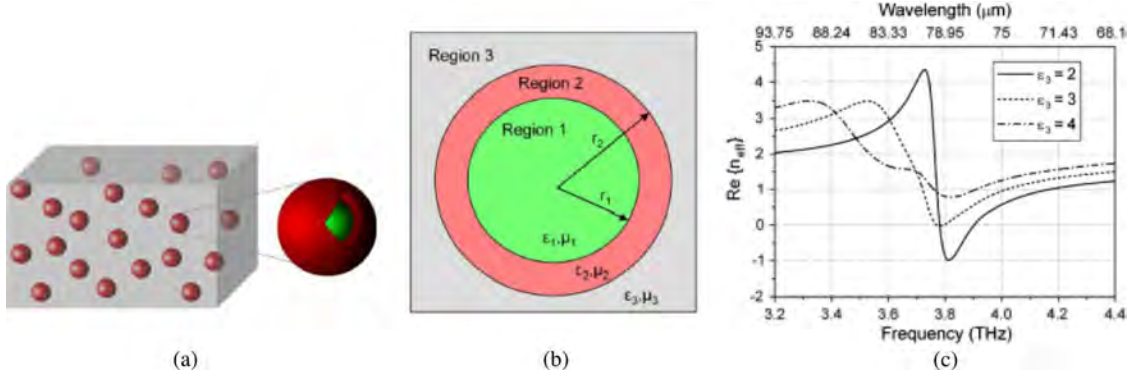 Region 3
Region 2
Region 1
r₂
r₁
ε₁,μ₁
ε₂,μ₂
ε₃,μ₃
Wavelength (μm)
93.75 88.24 83.33 78.95 75 71.43 68.1
5
4
3
2
1
0
-1
-2
Re {n_eff}
ε₃ = 2
ε₃ = 3
ε₃ = 4
3.2 3.4 3.6 3.8 4.0 4.2 4.4
Frequency (THz)
(a) (b) (c)